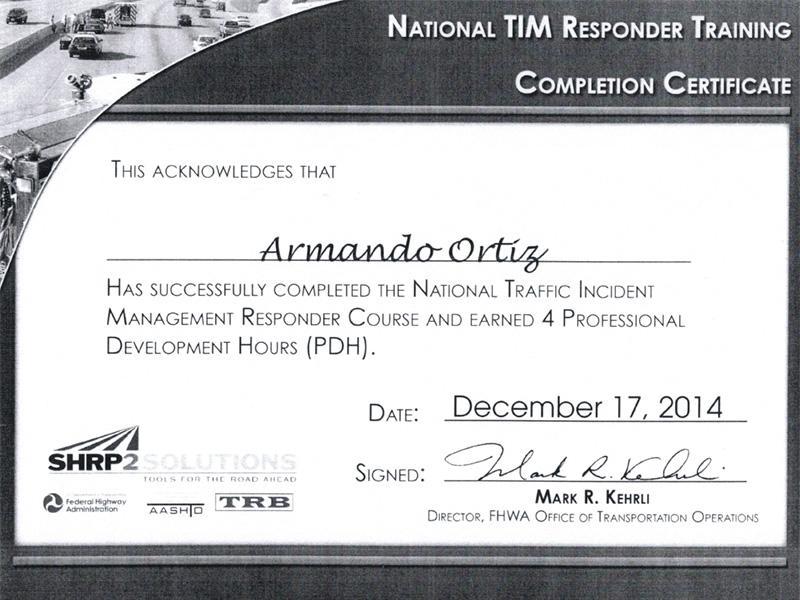 NATIONAL TIM RESPONDER TRAINING
COMPLETION CERTIFICATE
THIS ACKNOWLEDGES THAT
Armando Ortiz
HAS SUCCESSFULLY COMPLETED THE NATIONAL TRAFFIC INCIDENT
MANAGEMENT RESPONDER COURSE AND EARNED 4 PROFESSIONAL
DEVELOPMENT HOURS (PDH).
DATE: December 17, 2014
SHRP2 SOLUTIONS
TOOLS FOR THE ROAD AHEAD
SIGNED: Mark R. Kehrli
MARK R. KEHRLI
DIRECTOR, FHWA OFFICE OF TRANSPORTATION OPERATIONS
Federal Highway
Administration
AASHTO
TRB